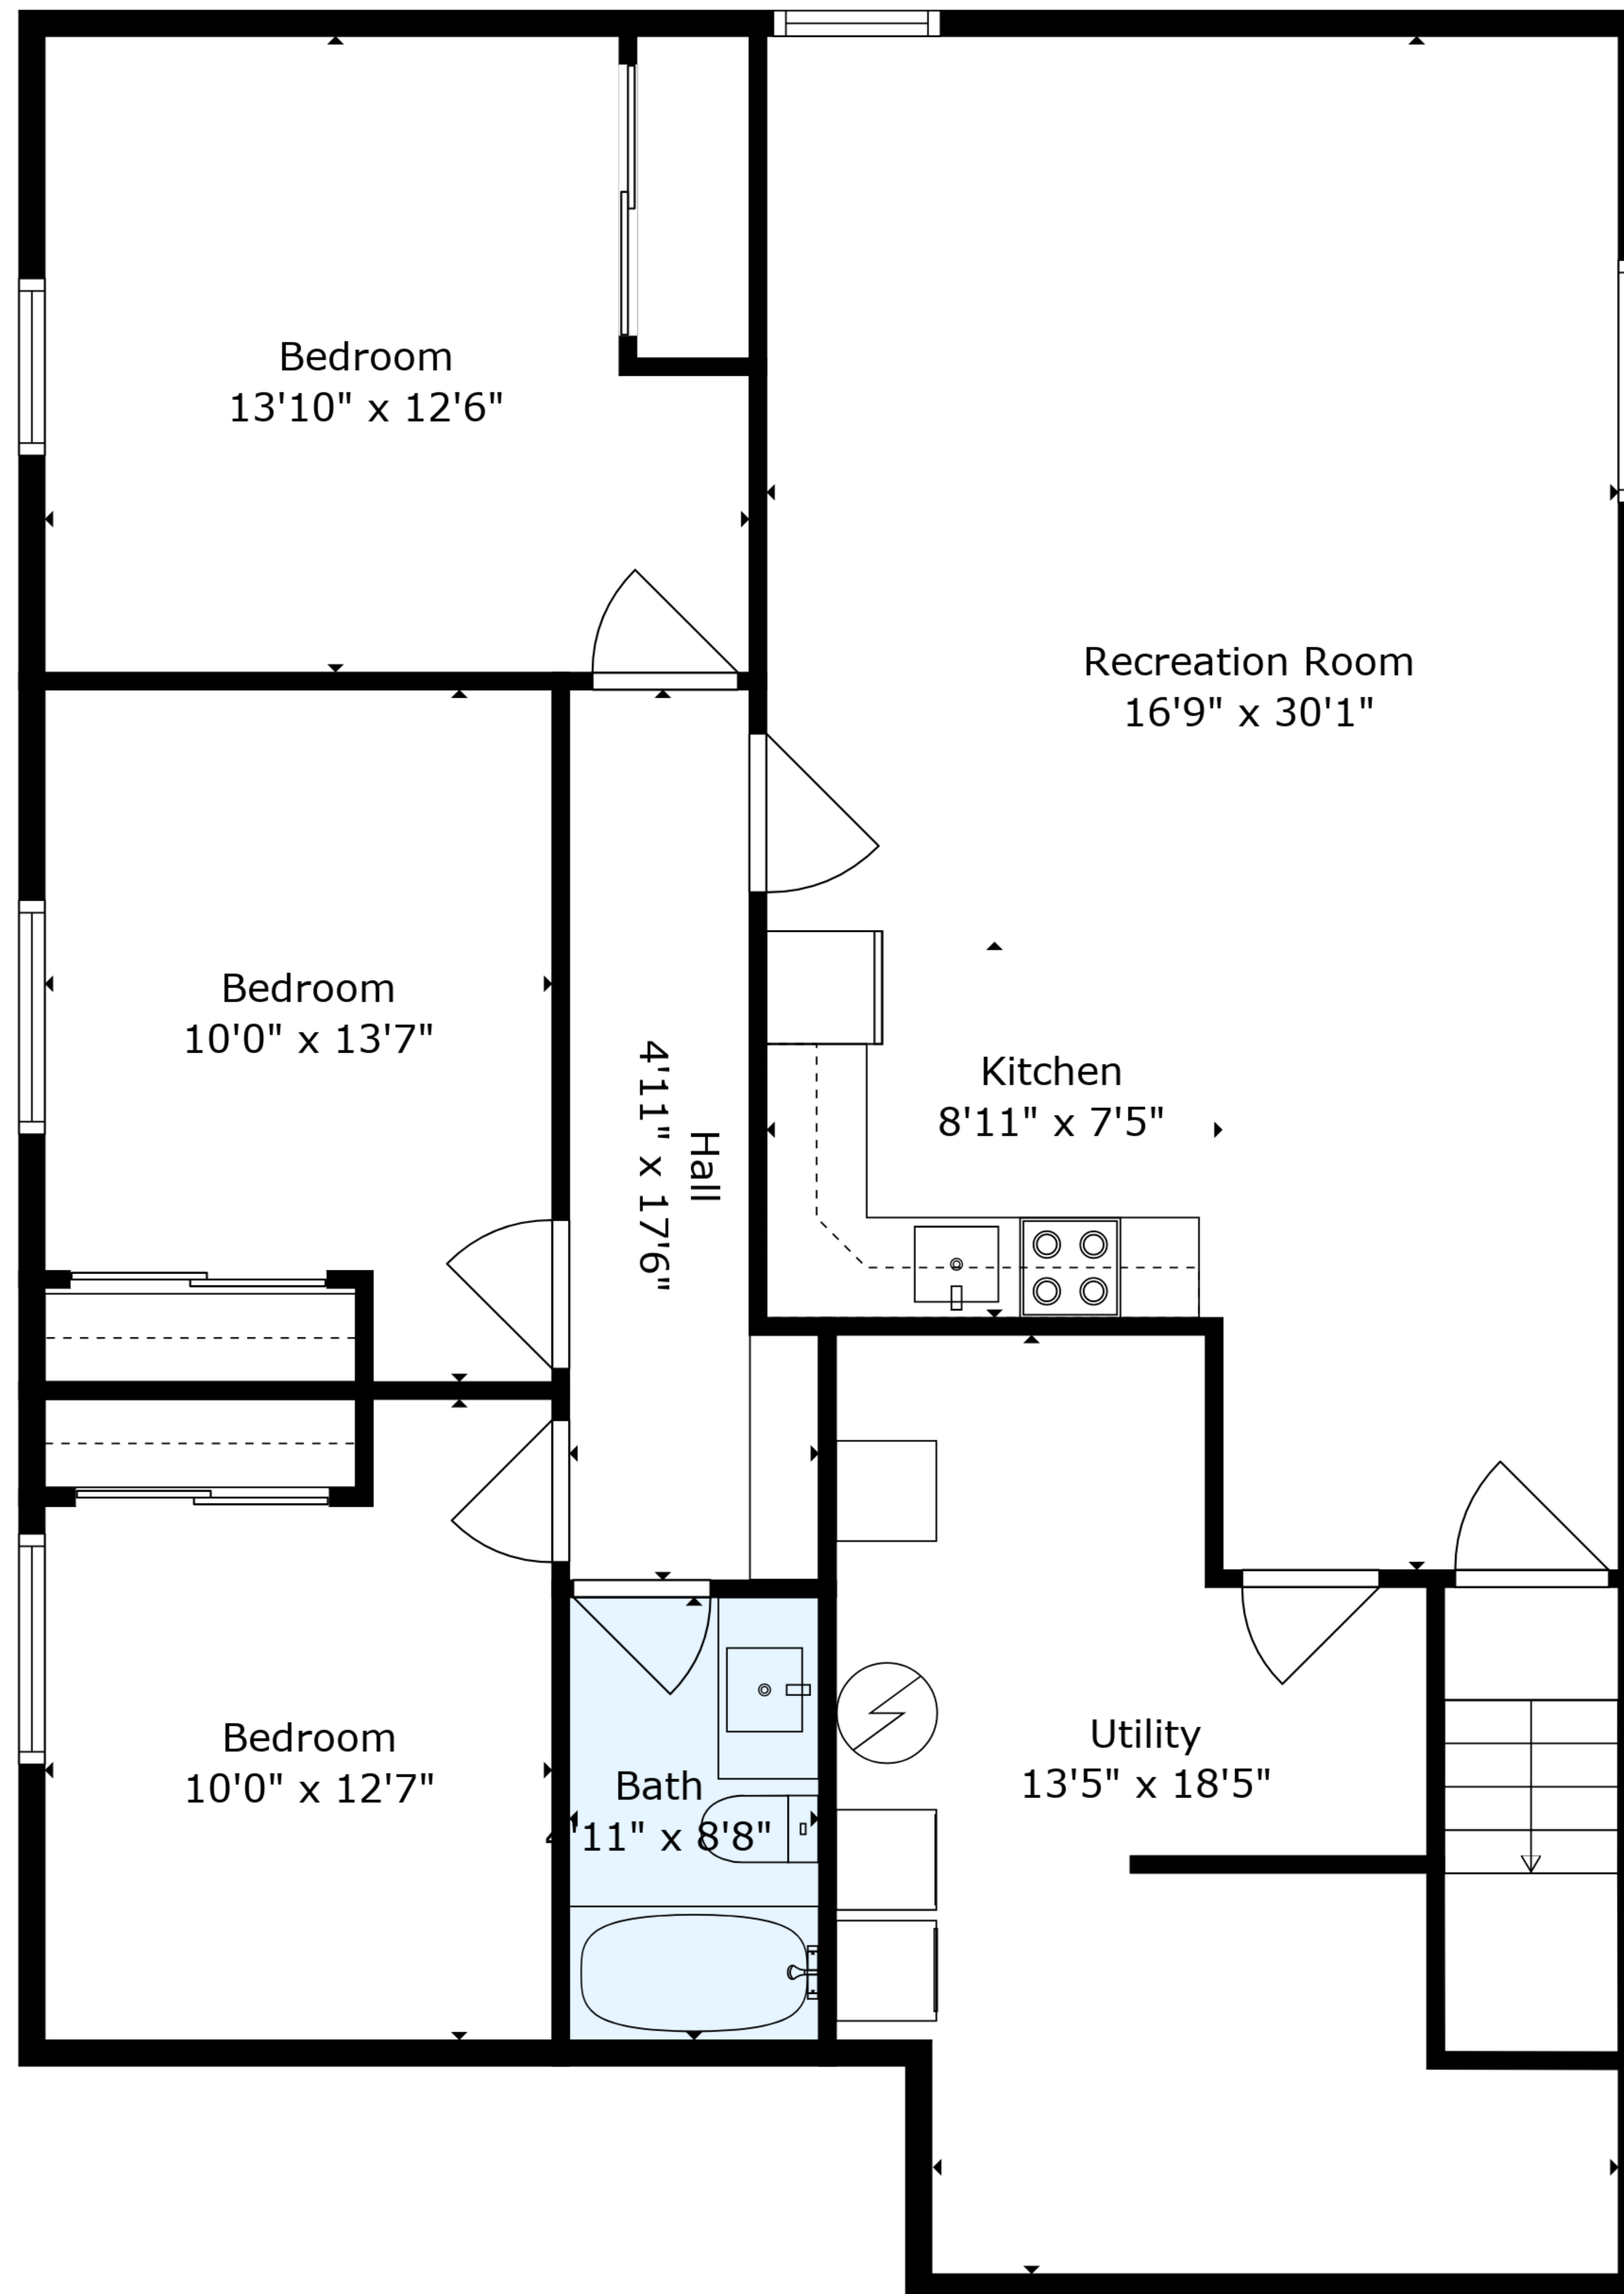 Bedroom
13'10" x 12'6"
Recreation Room
16'9" x 30'1"
Bedroom
10'0" x 13'7"
Hall
4'11" x 17'6"
Kitchen
8'11" x 7'5"
Bedroom
10'0" x 12'7"
Bath
4'11" x 8'8"
Utility
13'5" x 18'5"